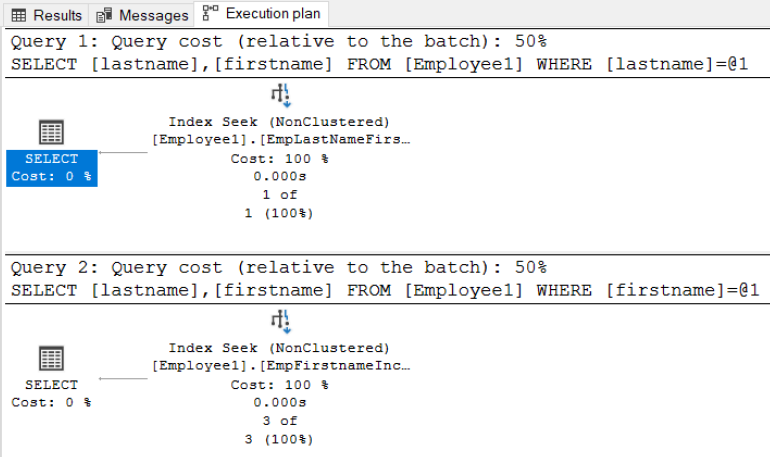 Results Messages Execution plan
Query 1: Query cost (relative to the batch): 50%
SELECT [lastname],[firstname] FROM [Employee1] WHERE [lastname]=@1
Index Seek (NonClustered)
[Employee1].[EmpLastNameFirs…
SELECT
Cost: 0 %
Cost: 100 %
0.000s
1 of
1 (100%)
Query 2: Query cost (relative to the batch): 50%
SELECT [lastname],[firstname] FROM [Employee1] WHERE [firstname]=@1
Index Seek (NonClustered)
[Employee1].[EmpFirstnameInc…
SELECT
Cost: 0 %
Cost: 100 %
0.000s
3 of
3 (100%)